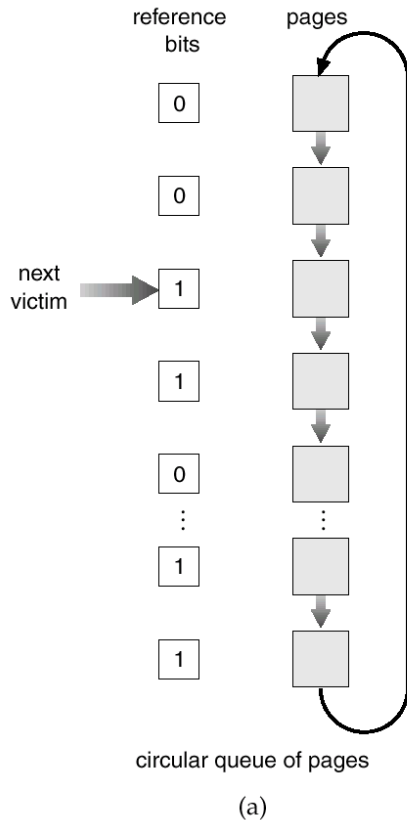 reference bits
pages
0
0
next victim
1
1
0
⋮ ⋮
1
1
circular queue of pages
(a)